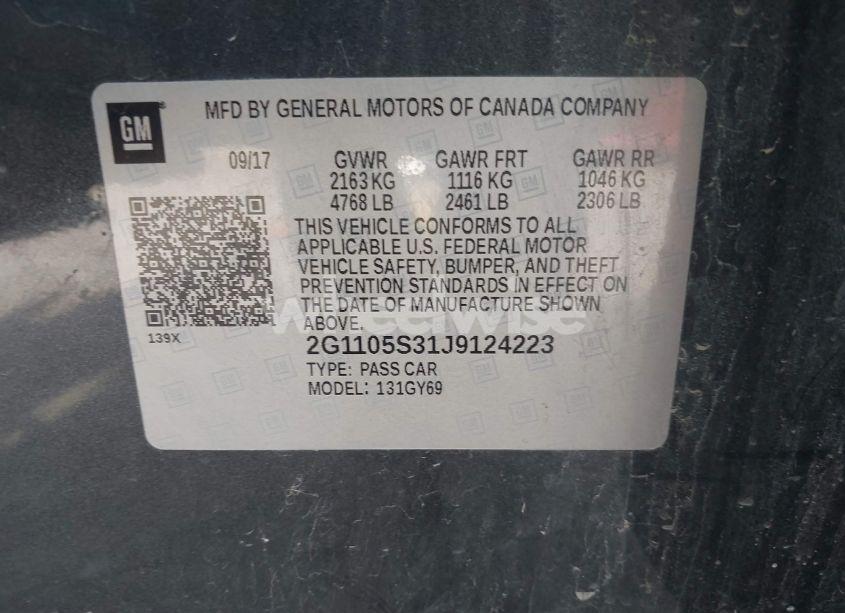 GM
MFD BY GENERAL MOTORS OF CANADA COMPANY
09/17 GVWR GAWR FRT GAWR RR
2163 KG 1116 KG 1046 KG
4768 LB 2461 LB 2306 LB
THIS VEHICLE CONFORMS TO ALL
APPLICABLE U.S. FEDERAL MOTOR
VEHICLE SAFETY, BUMPER, AND THEFT
PREVENTION STANDARDS IN EFFECT ON
THE DATE OF MANUFACTURE SHOWN
ABOVE.
139X
2G1105S31J9124223
TYPE: PASS CAR
MODEL: 131GY69
Wheelwise